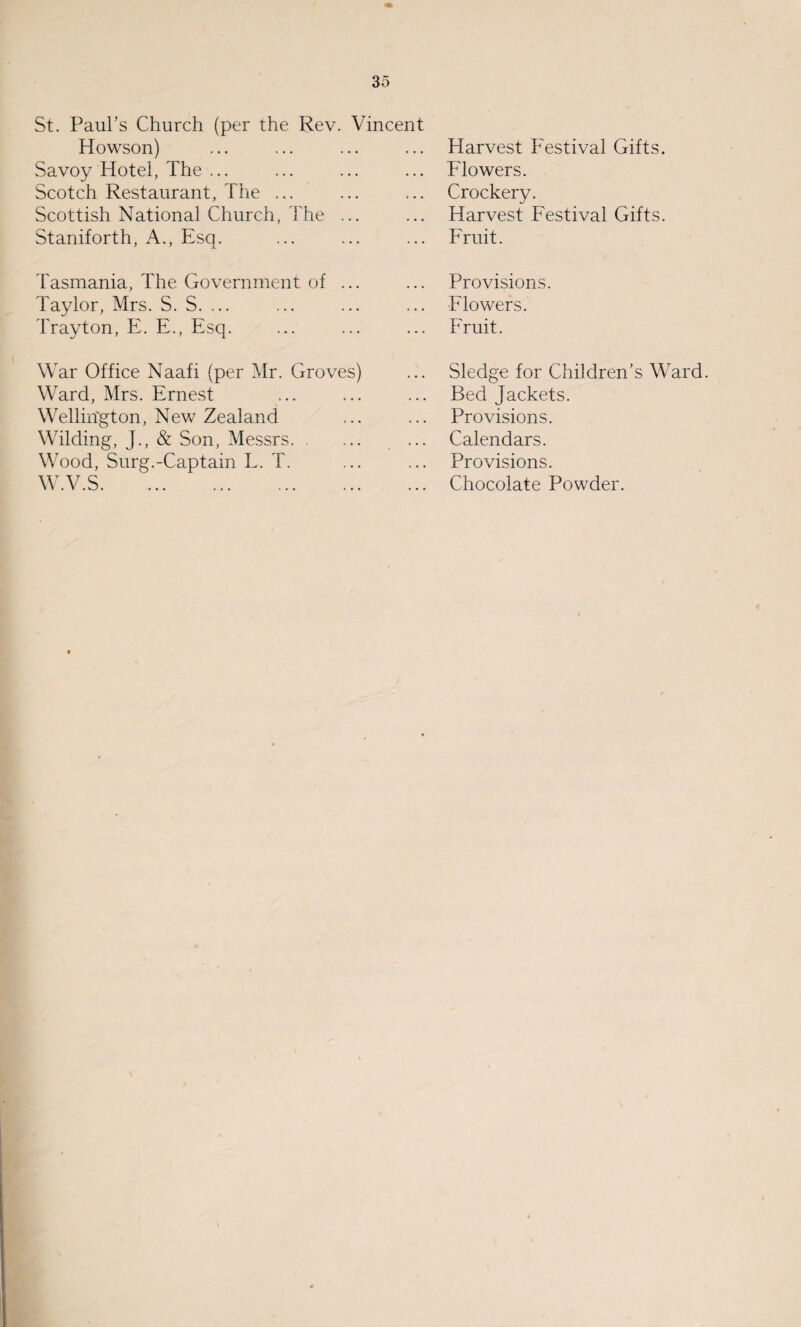 35
St. Paul's Church (per the Rev. Vincent
Howson) ... ... ... ... Harvest Festival Gifts.
Savoy Hotel, The ... ... ... ... Flowers.
Scotch Restaurant, The ... ... ... Crockery.
Scottish National Church, The ... ... Harvest Festival Gifts.
Staniforth, A., Esq. ... ... ... Fruit.
Tasmania, The Government of ... ... Provisions.
Taylor, Mrs. S. S. ... ... ... ... Flowers.
Trayton, E. E., Esq. ... ... ... Fruit.
War Office Naafi (per Mr. Groves) ... Sledge for Children's Ward.
Ward, Mrs. Ernest ... ... ... Bed Jackets.
Wellington, New Zealand ... ... Provisions.
Wilding, J., & Son, Messrs. ... ... Calendars.
Wood, Surg.-Captain L. T. ... ... Provisions.
W.V.S. ... ... ... ... ... Chocolate Powder.